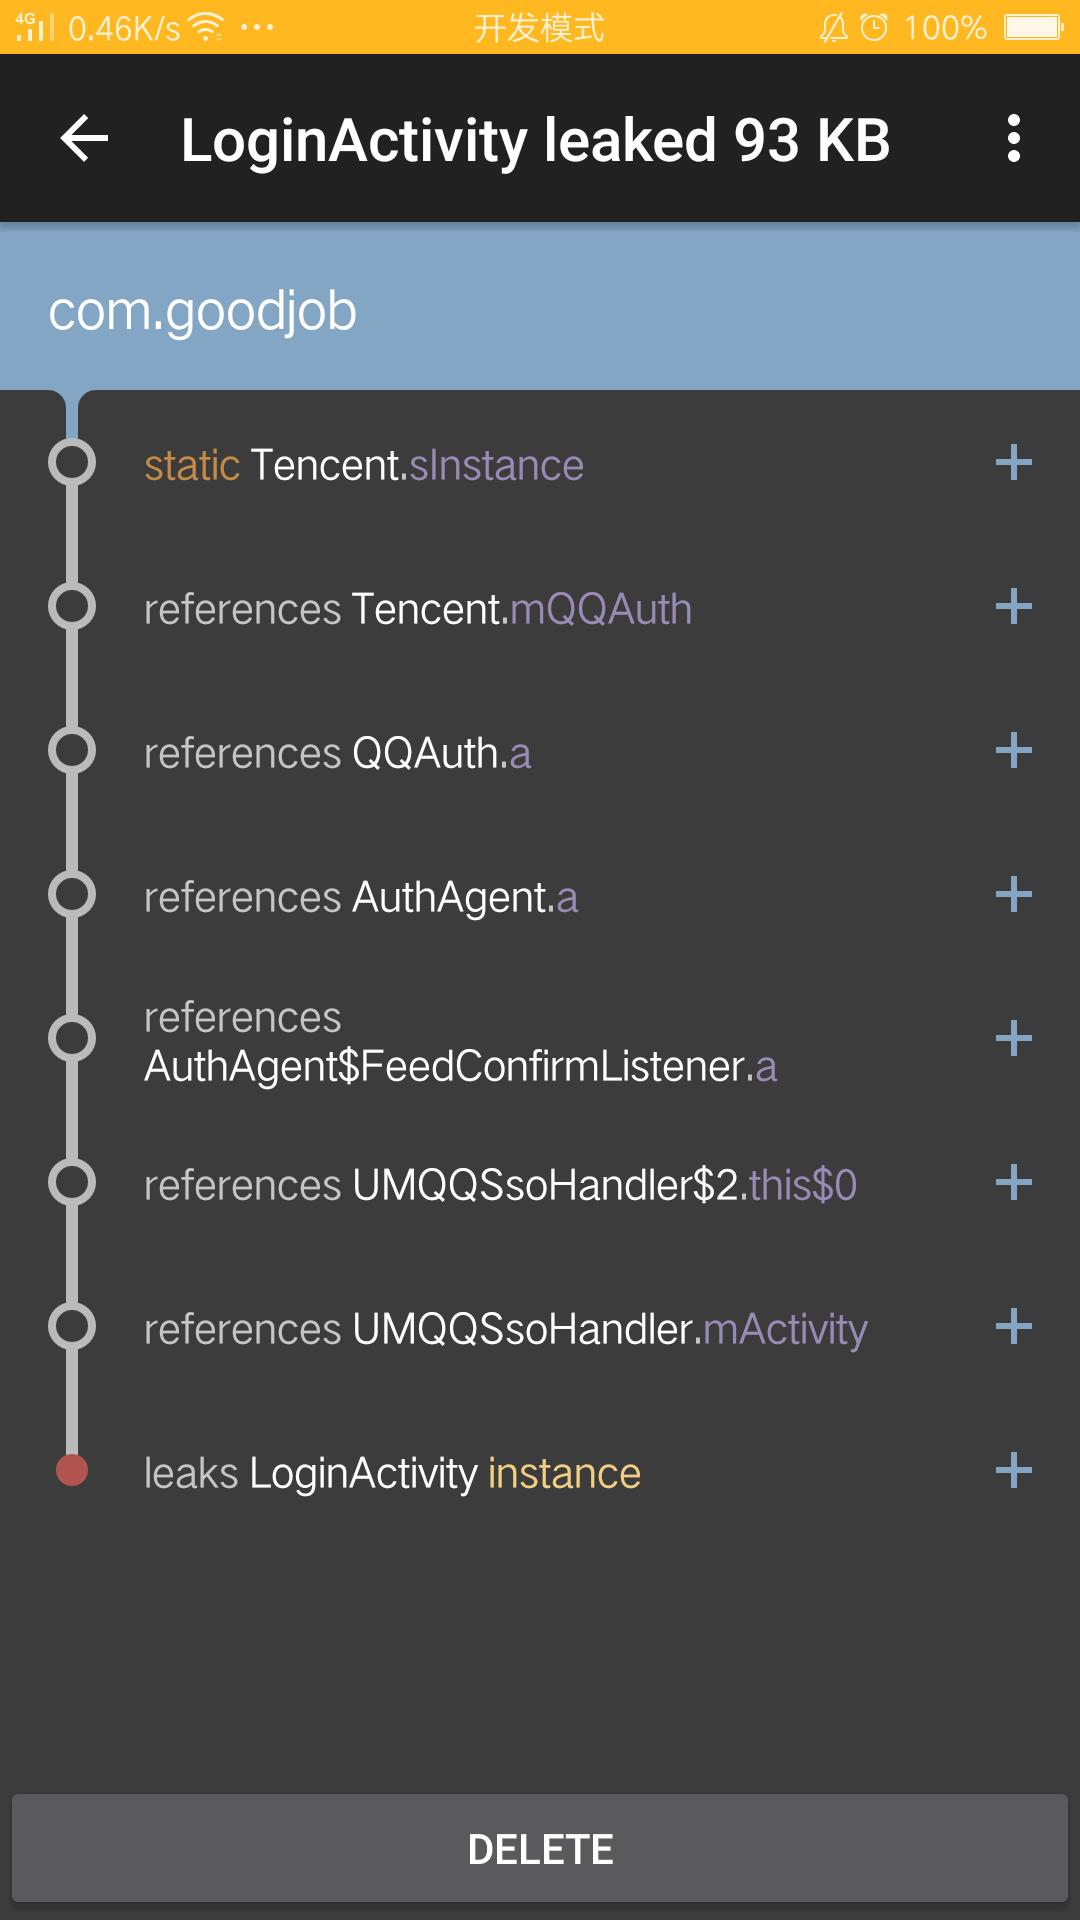 4G 0.46K/s ... 开发模式 100%
LoginActivity leaked 93 KB
com.goodjob
static Tencent.sInstance
references Tencent.mQQAuth
references QQAuth.a
references AuthAgent.a
references
AuthAgent$FeedConfirmListener.a
references UMQQSsoHandler$2.this$0
references UMQQSsoHandler.mActivity
leaks LoginActivity instance
DELETE